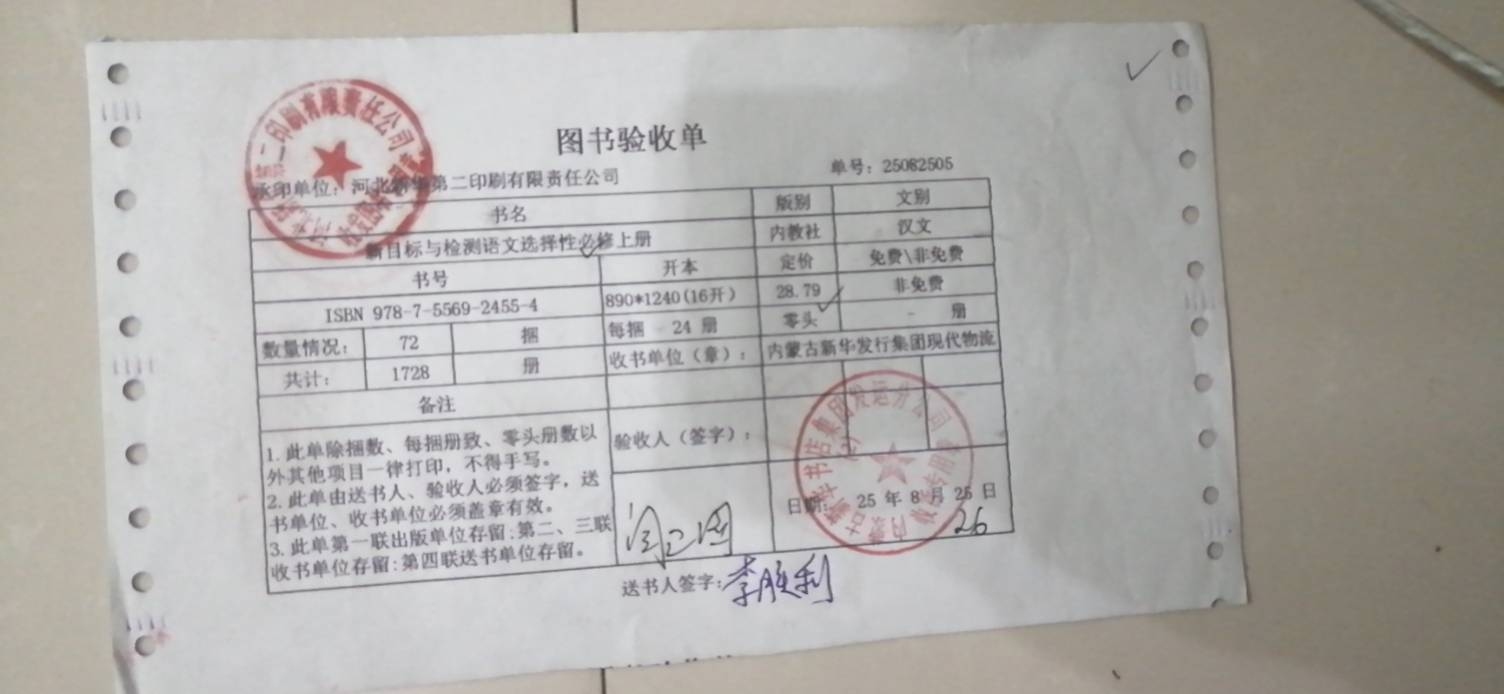 图书验收单
承印单位：河北新华第二印刷有限责任公司 单号：25082505
书名 版别 文别
新目标与检测语文选择性必修上册 内教社 汉文
书号 开本 定价 免费\非免费
ISBN 978-7-5569-2455-4 890*1240(16开) 28.79 非免费
数量情况： 72 捆 每捆 24 册 零头 - 册
共计： 1728 册 收书单位（章）： 内蒙古新华发行集团现代物流
备注
验收人（签字）：
1. 此单除捆数、每捆册致、零头册数以
外其他项目一律打印，不得手写。
2. 此单由送书人、验收人必须签字，送
书单位、收书单位必须盖章有效。
3. 此单第一联出版单位存留:第二、三联
收书单位存留:第四联送书单位存留。
日期： 25 年 8 月 25 日
26
送书人签字：李胜利